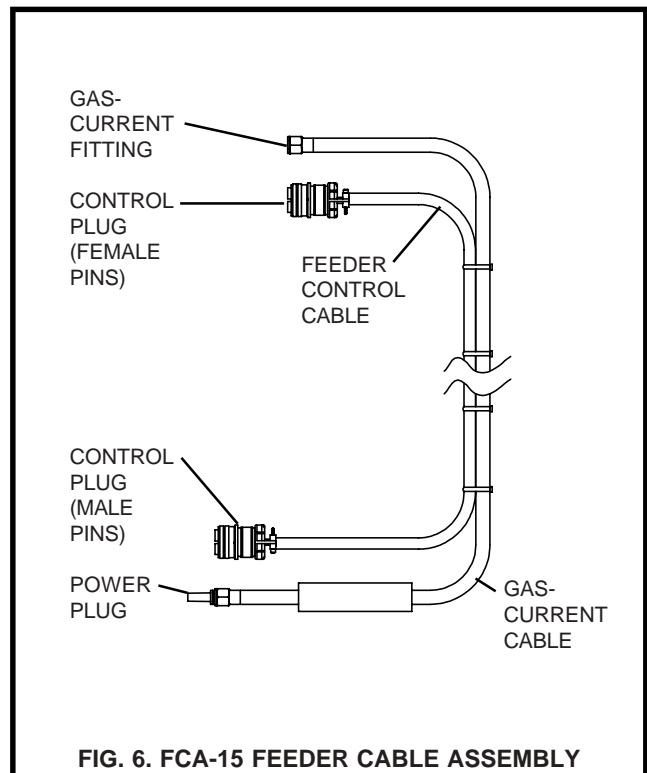 GAS-
CURRENT
FITTING
CONTROL
PLUG
(FEMALE
PINS)
FEEDER
CONTROL
CABLE
CONTROL
PLUG
(MALE
PINS)
POWER
PLUG
GAS-
CURRENT
CABLE
FIG. 6. FCA-15 FEEDER CABLE ASSEMBLY